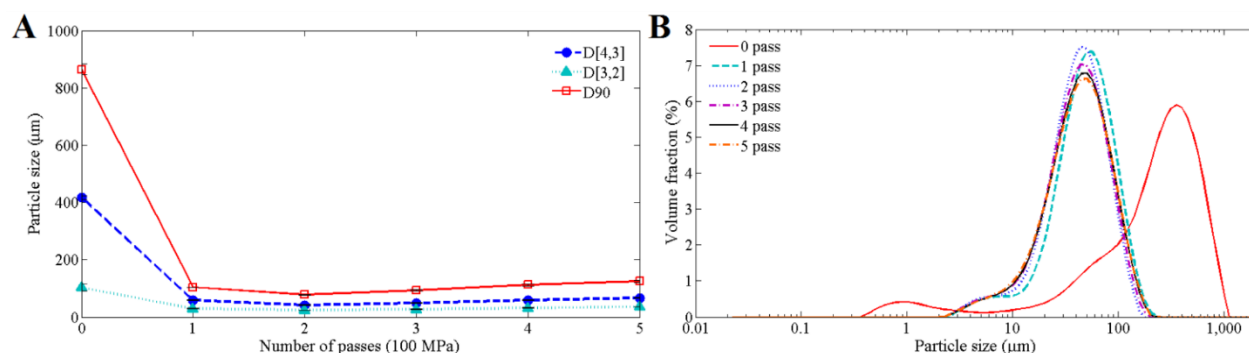 A
Particle size (µm)
1000
800
600
400
200
0
D[4,3]
D[3,2]
D90
0 1 2 3 4 5
Number of passes (100 MPa)
B
Volume fraction (%)
8
7
6
5
4
3
2
1
0
0 pass
1 pass
2 pass
3 pass
4 pass
5 pass
0.01 0.1 1 10 100 1,000
Particle size (µm)